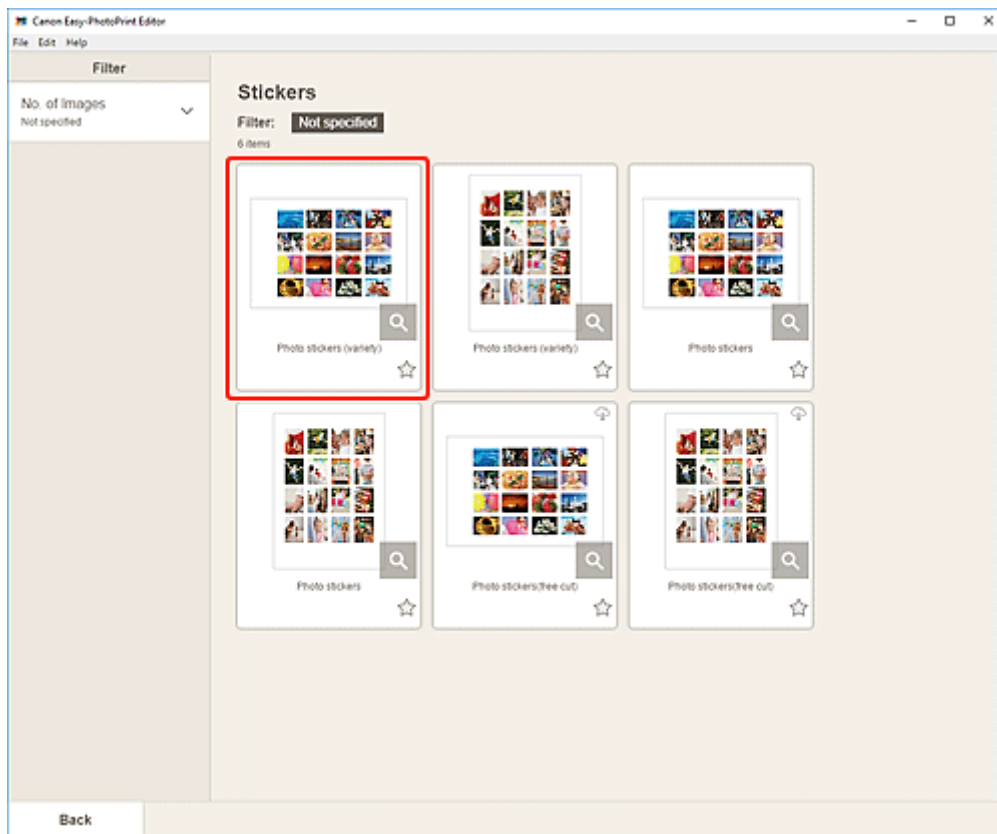 Canon Easy-PhotoPrint Editor
File Edit Help
Filter
No. of Images
Not specified
Stickers
Filter: Not specified
6 items
Photo stickers (variety)
Photo stickers (variety)
Photo stickers
Photo stickers
Photo stickers(free cut)
Photo stickers(free cut)
Back